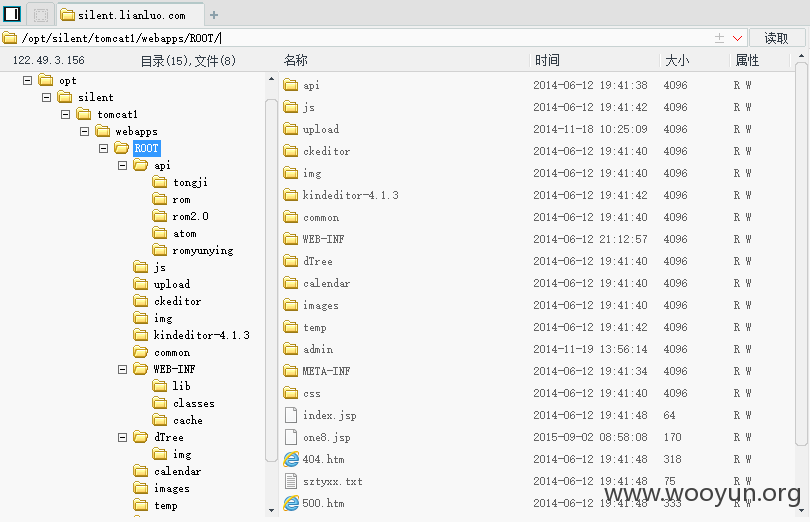 silent.lianluo.com
/opt/silent/tomcat1/webapps/ROOT/ 读取
122.49.3.156 目录(15),文件(8) 名称 时间 大小 属性
opt
silent
tomcat1
webapps
ROOT
api
tongji
rom
rom2.0
atom
romyunying
js
upload
ckeditor
img
kindeditor-4.1.3
common
WEB-INF
lib
classes
cache
dTree
img
calendar
images
temp
api 2014-06-12 19:41:38 4096 R W
js 2014-06-12 19:41:42 4096 R W
upload 2014-11-18 10:25:09 4096 R W
ckeditor 2014-06-12 19:41:40 4096 R W
img 2014-06-12 19:41:40 4096 R W
kindeditor-4.1.3 2014-06-12 19:41:42 4096 R W
common 2014-06-12 19:41:40 4096 R W
WEB-INF 2014-06-12 21:12:57 4096 R W
dTree 2014-06-12 19:41:40 4096 R W
calendar 2014-06-12 19:41:40 4096 R W
images 2014-06-12 19:41:40 4096 R W
temp 2014-06-12 19:41:42 4096 R W
admin 2014-11-19 13:56:14 4096 R W
META-INF 2014-06-12 19:41:34 4096 R W
css 2014-06-12 19:41:40 4096 R W
index.jsp 2014-06-12 19:41:48 64 R W
one8.jsp 2015-09-02 08:58:08 170 R W
404.htm 2014-06-12 19:41:48 318 R W
sztyxx.txt 2014-06-12 19:41:48 75 R W
500.htm 2014-06-12 19:41:48 333 R W
www.wooyun.org